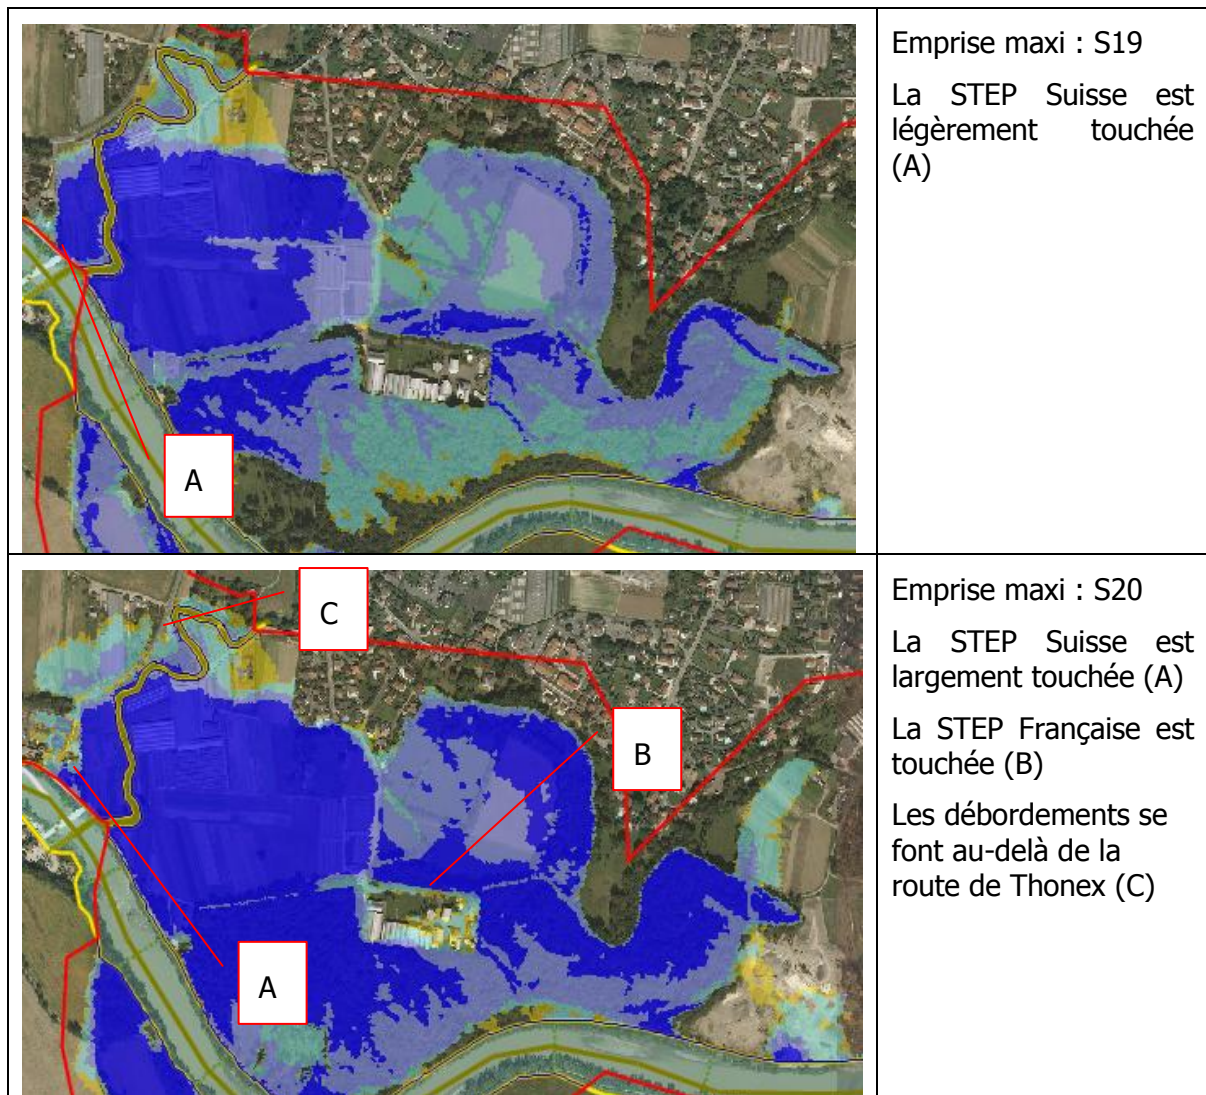 Emprise maxi : S19
La STEP Suisse est
légèrement touchée
(A)
A
Emprise maxi : S20
La STEP Suisse est
largement touchée (A)
La STEP Française est
touchée (B)
Les débordements se
font au-delà de la
route de Thonex (C)
C
B
A